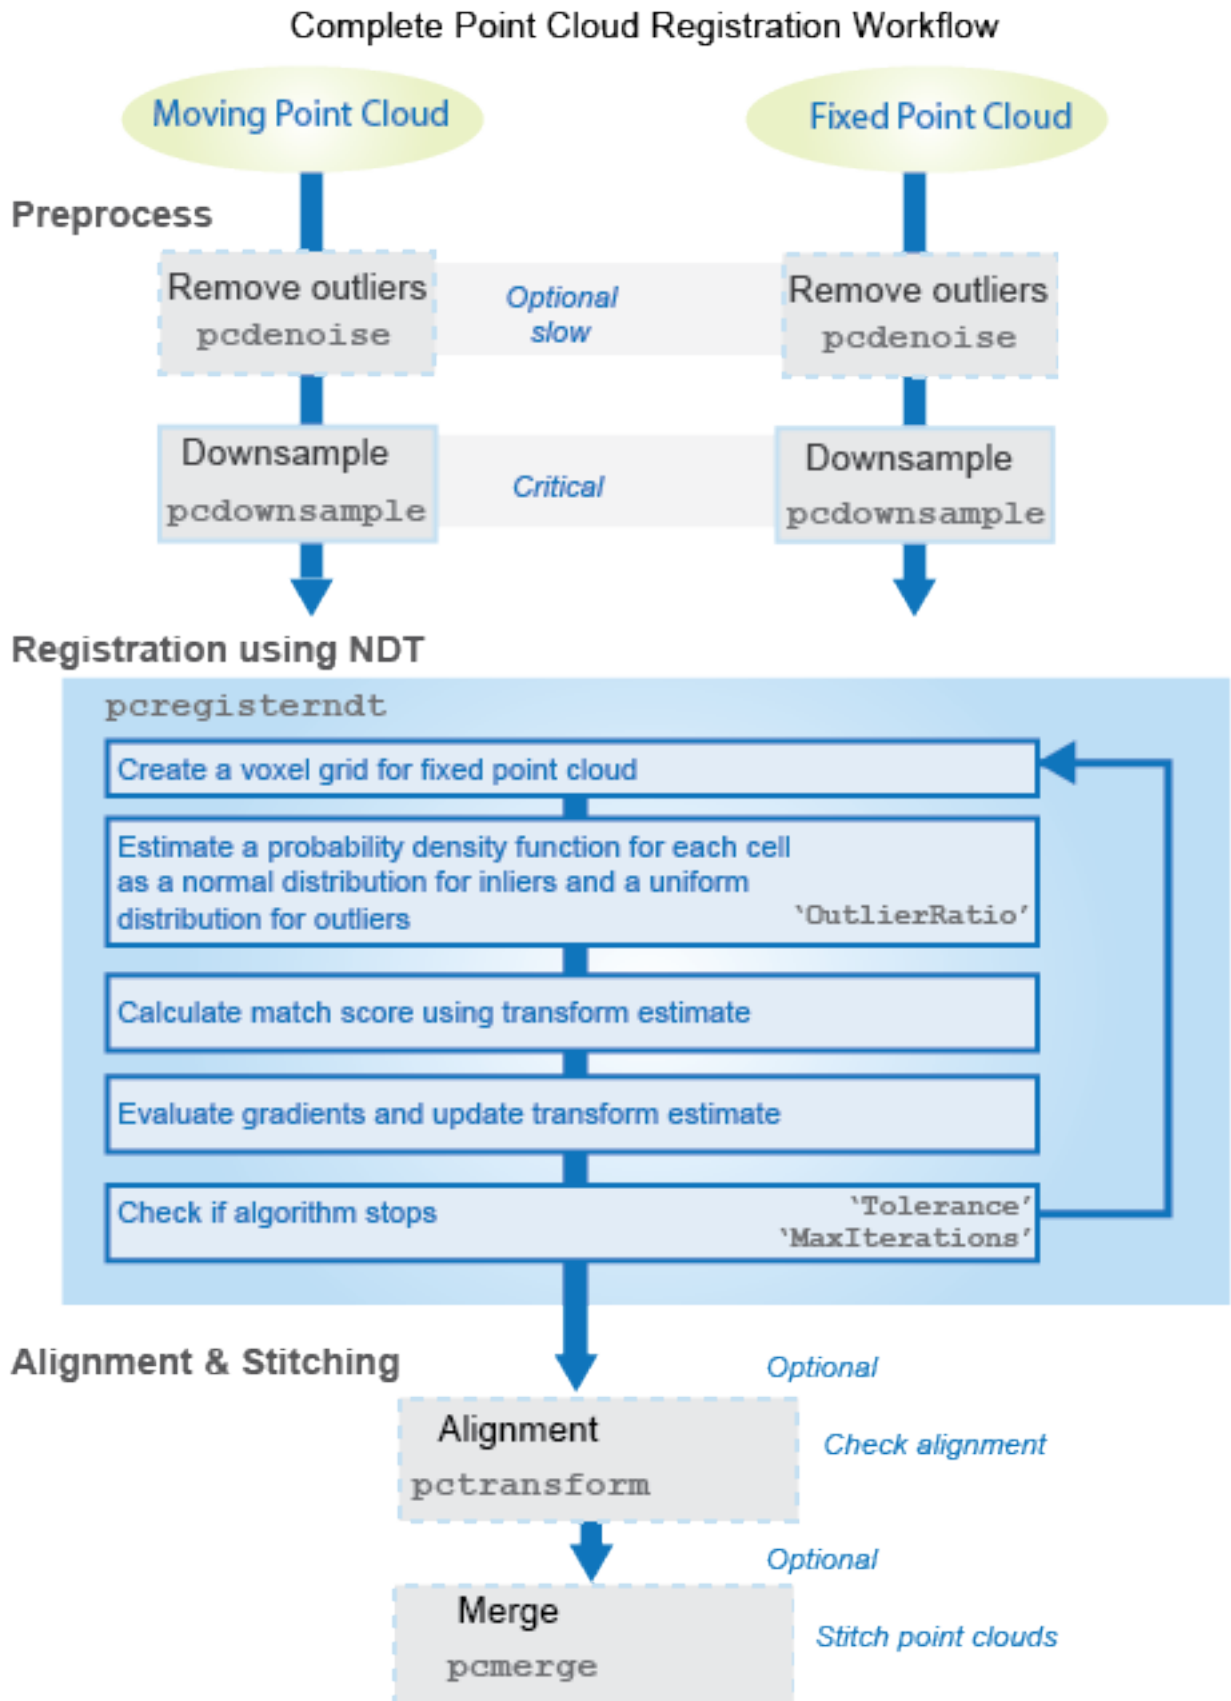 Complete Point Cloud Registration Workflow
Moving Point Cloud
Fixed Point Cloud
Preprocess
Remove outliers
pcdenoise
Optional
slow
Remove outliers
pcdenoise
Downsample
pcdownsample
Critical
Downsample
pcdownsample
Registration using NDT
pcregisterndt
Create a voxel grid for fixed point cloud
Estimate a probability density function for each cell
as a normal distribution for inliers and a uniform
distribution for outliers
‘OutlierRatio’
Calculate match score using transform estimate
Evaluate gradients and update transform estimate
Check if algorithm stops
‘Tolerance’
‘MaxIterations’
Alignment & Stitching
Optional
Alignment
pctransform
Check alignment
Optional
Merge
pcmerge
Stitch point clouds